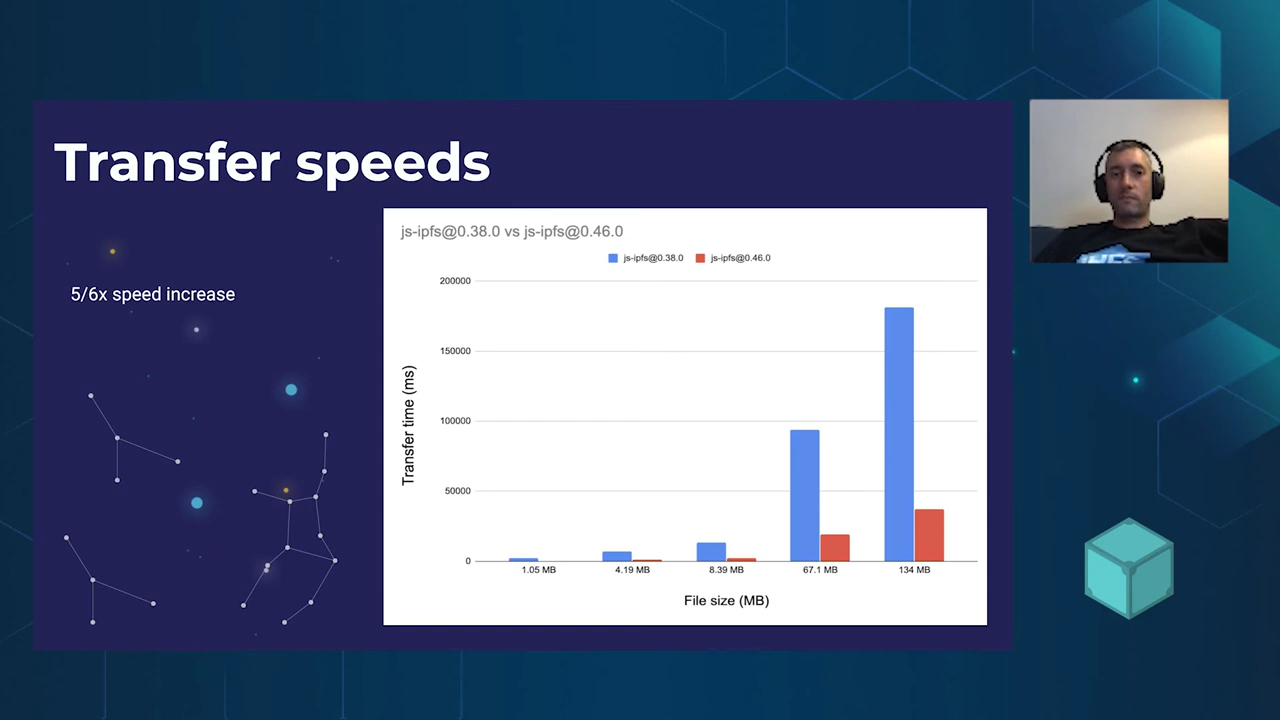 Transfer speeds
5/6x speed increase
js-ipfs@0.38.0 vs js-ipfs@0.46.0
js-ipfs@0.38.0 js-ipfs@0.46.0
Transfer time (ms)
200000
150000
100000
50000
0
1.05 MB 4.19 MB 8.39 MB 67.1 MB 134 MB
File size (MB)